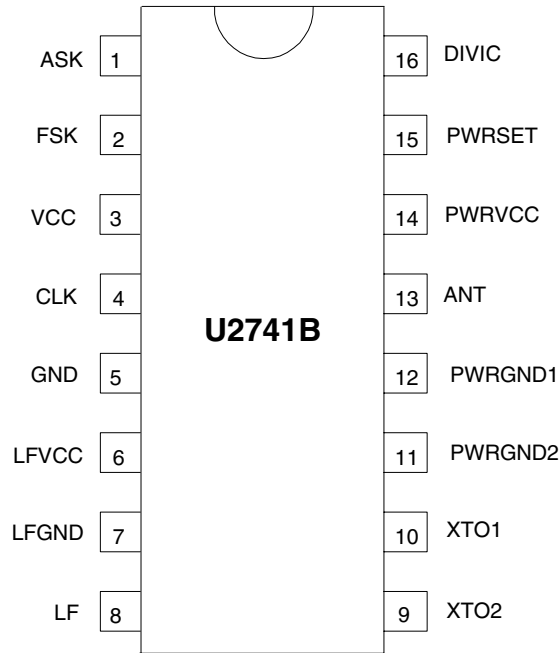 ASK 1 16 DIVIC
FSK 2 15 PWRSET
VCC 3 14 PWRVCC
CLK 4 13 ANT
U2741B
GND 5 12 PWRGND1
LFVCC 6 11 PWRGND2
LFGND 7 10 XTO1
LF 8 9 XTO2